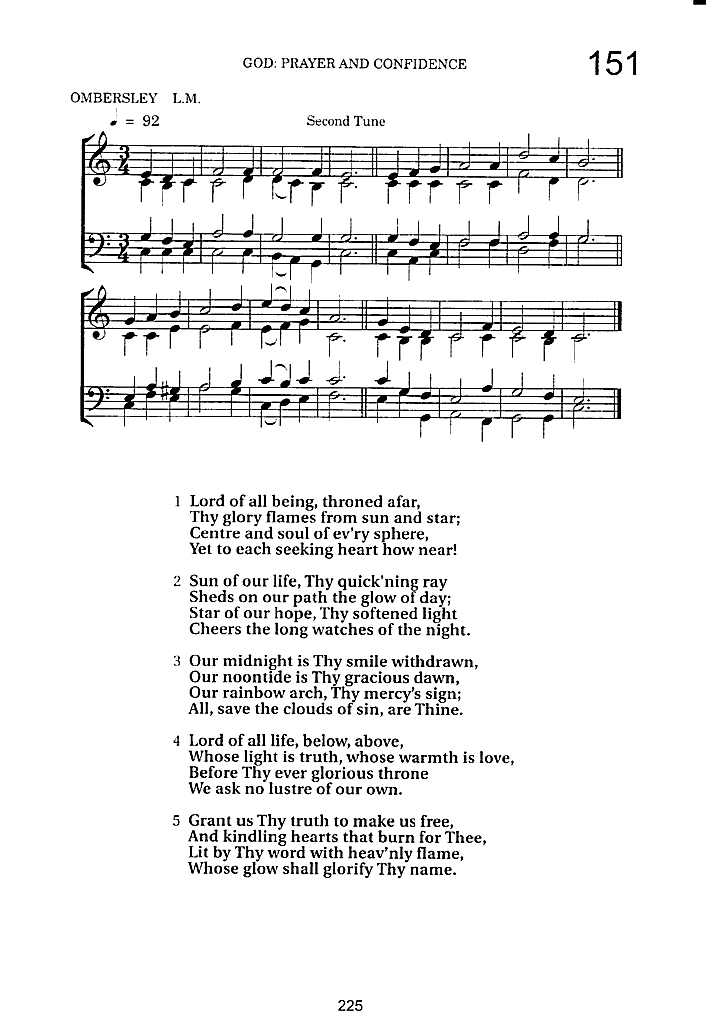 GOD: PRAYER AND CONFIDENCE
151
OMBERSLEY L.M.
♩ = 92
Second Tune
1 Lord of all being, throned afar,
Thy glory flames from sun and star;
Centre and soul of ev'ry sphere,
Yet to each seeking heart how near!
2 Sun of our life, Thy quick'ning ray
Sheds on our path the glow of day;
Star of our hope, Thy softened light
Cheers the long watches of the night.
3 Our midnight is Thy smile withdrawn,
Our noontide is Thy gracious dawn,
Our rainbow arch, Thy mercy's sign;
All, save the clouds of sin, are Thine.
4 Lord of all life, below, above,
Whose light is truth, whose warmth is love,
Before Thy ever glorious throne
We ask no lustre of our own.
5 Grant us Thy truth to make us free,
And kindling hearts that burn for Thee,
Lit by Thy word with heav'nly flame,
Whose glow shall glorify Thy name.
225